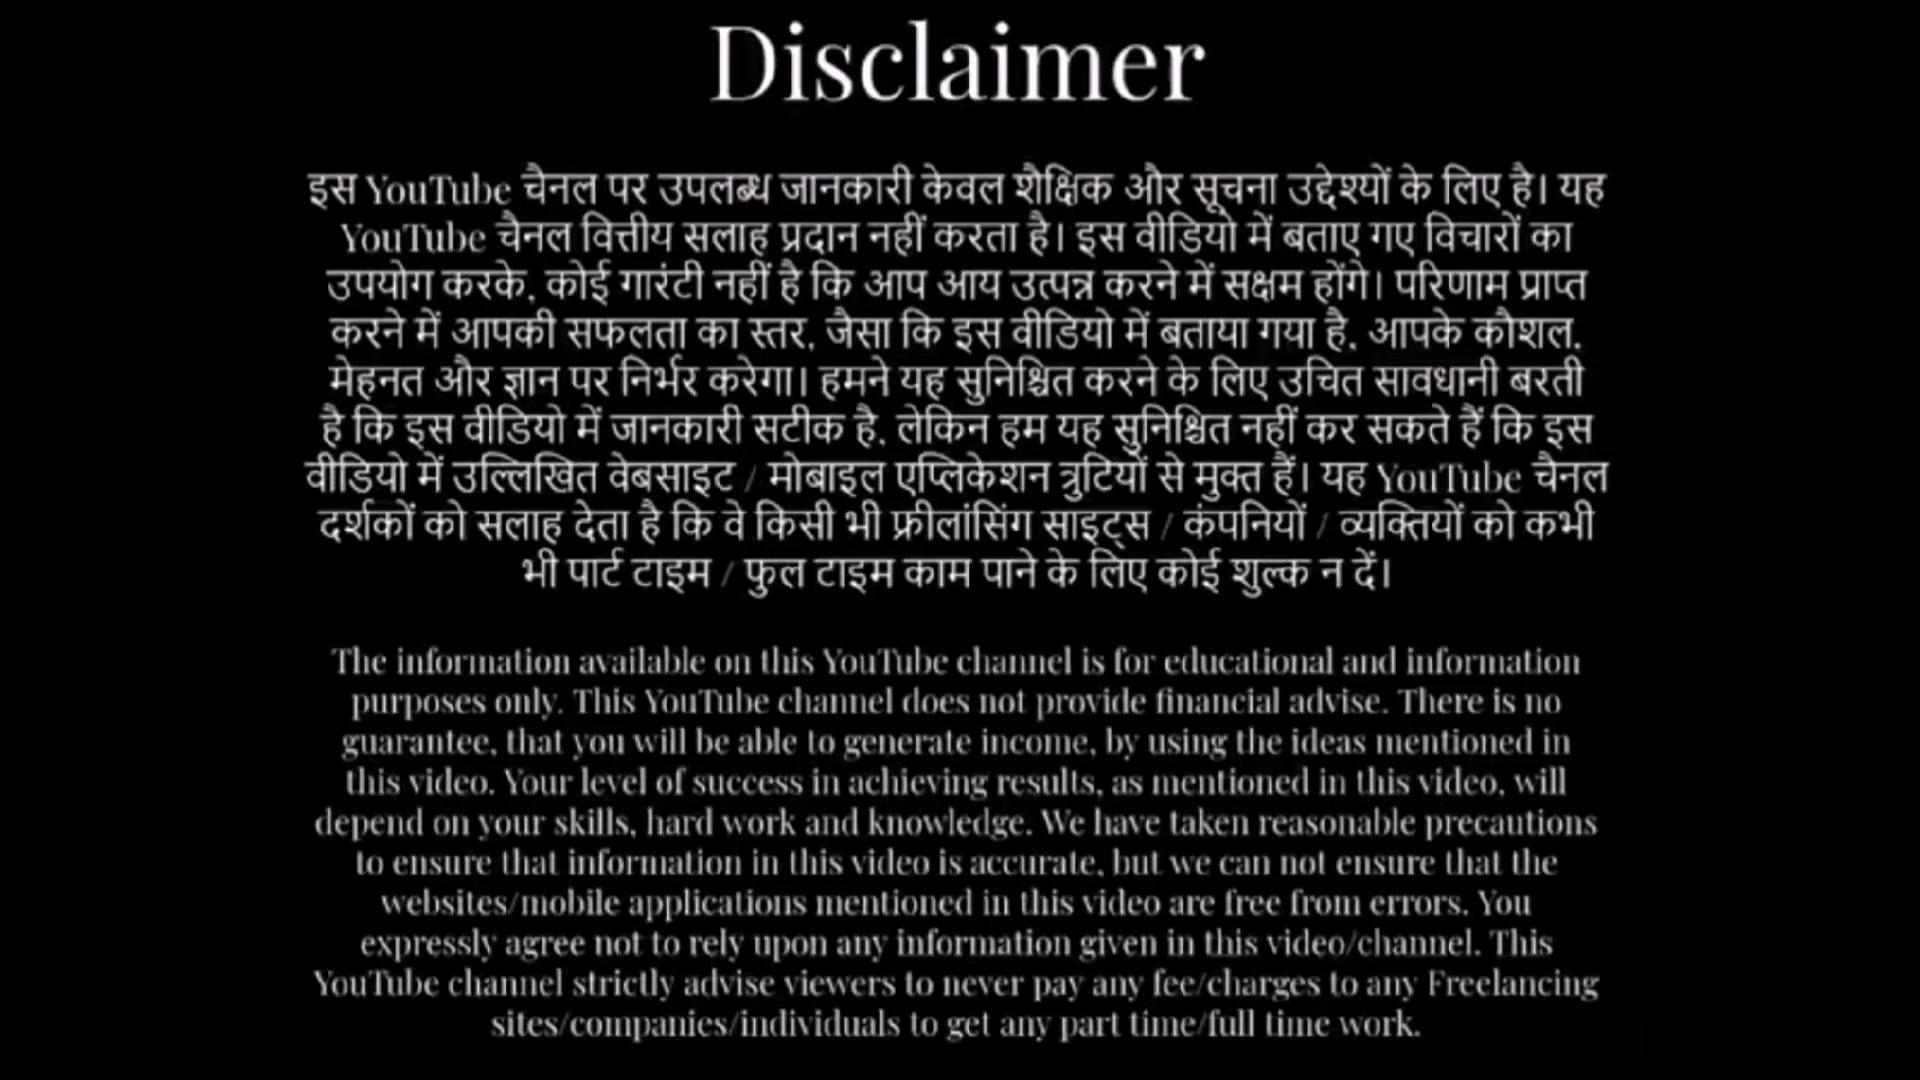 Disclaimer
इस YouTube चैनल पर उपलब्ध जानकारी केवल शैक्षिक और सूचना उद्देश्यों के लिए है। यह
YouTube चैनल वित्तीय सलाह प्रदान नहीं करता है। इस वीडियो में बताए गए विचारों का
उपयोग करके, कोई गारंटी नहीं है कि आप आय उत्पन्न करने में सक्षम होंगे। परिणाम प्राप्त
करने में आपकी सफलता का स्तर, जैसा कि इस वीडियो में बताया गया है, आपके कौशल,
मेहनत और ज्ञान पर निर्भर करेगा। हमने यह सुनिश्चित करने के लिए उचित सावधानी बरती
है कि इस वीडियो में जानकारी सटीक है, लेकिन हम यह सुनिश्चित नहीं कर सकते हैं कि इस
वीडियो में उल्लिखित वेबसाइट / मोबाइल एप्लिकेशन त्रुटियों से मुक्त हैं। यह YouTube चैनल
दर्शकों को सलाह देता है कि वे किसी भी फ्रीलांसिंग साइट्स / कंपनियों / व्यक्तियों को कभी
भी पार्ट टाइम / फुल टाइम काम पाने के लिए कोई शुल्क न दें।
The information available on this YouTube channel is for educational and information
purposes only. This YouTube channel does not provide financial advise. There is no
guarantee, that you will be able to generate income, by using the ideas mentioned in
this video. Your level of success in achieving results, as mentioned in this video, will
depend on your skills, hard work and knowledge. We have taken reasonable precautions
to ensure that information in this video is accurate, but we can not ensure that the
websites/mobile applications mentioned in this video are free from errors. You
expressly agree not to rely upon any information given in this video/channel. This
YouTube channel strictly advise viewers to never pay any fee/charges to any Freelancing
sites/companies/individuals to get any part time/full time work.